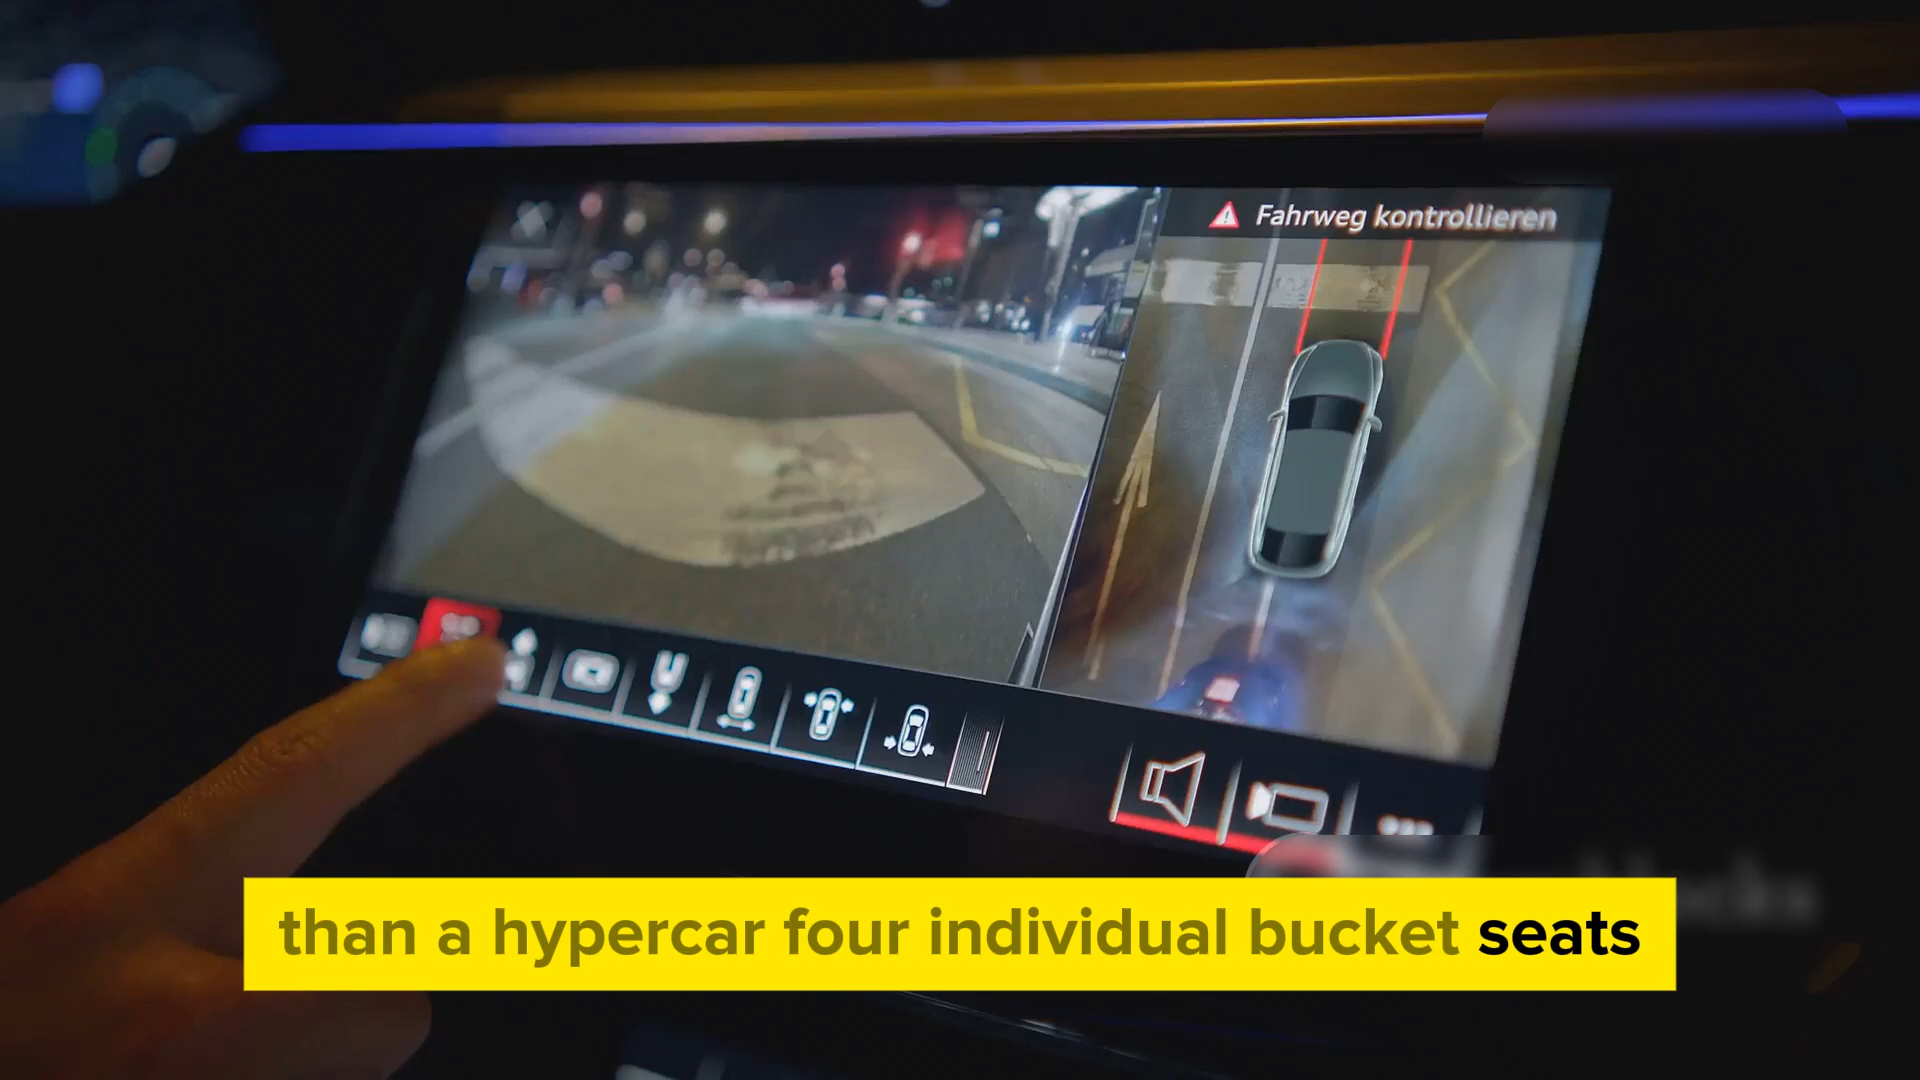 Fahrweg kontrollieren
than a hypercar four individual bucket seats